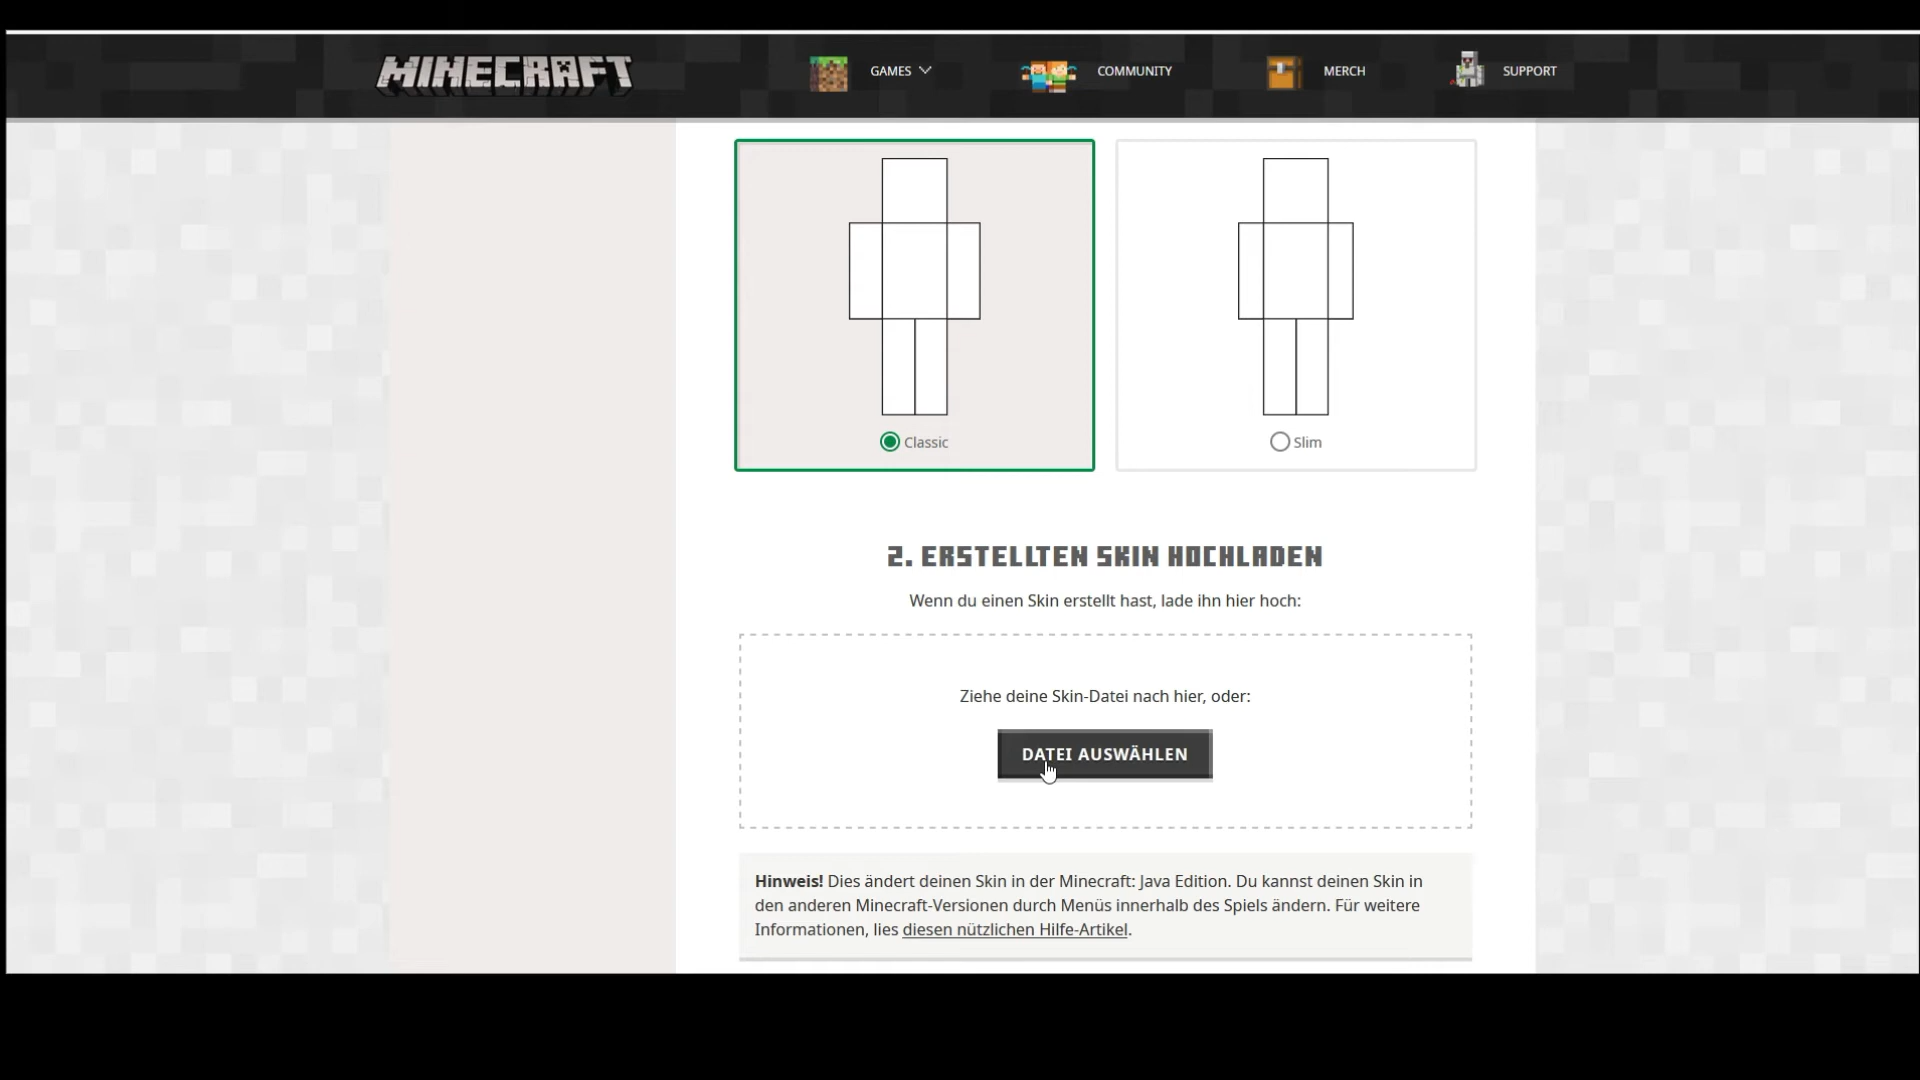 MINECRAFT GAMES COMMUNITY MERCH SUPPORT
Classic Slim
2. ERSTELLTEN SKIN HOCHLADEN
Wenn du einen Skin erstellt hast, lade ihn hier hoch:
Ziehe deine Skin-Datei nach hier, oder:
DATEI AUSWÄHLEN
Hinweis! Dies ändert deinen Skin in der Minecraft: Java Edition. Du kannst deinen Skin in
den anderen Minecraft-Versionen durch Menüs innerhalb des Spiels ändern. Für weitere
Informationen, lies diesen nützlichen Hilfe-Artikel.